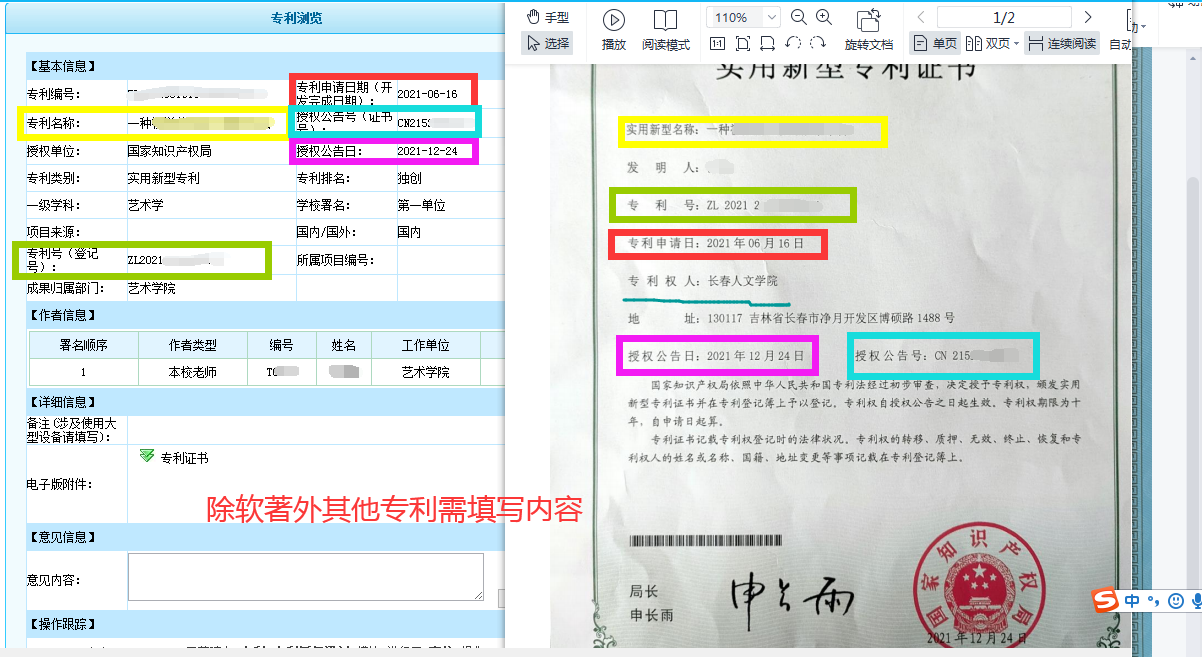 专利浏览
【基本信息】
专利编号：
专利申请日期（开发完成日期）：
2021-06-16
专利名称：
一种
授权公告号（证书号）：
CN215
授权单位：
国家知识产权局
授权公告日：
2021-12-24
专利类别：
实用新型专利
专利排名：
独创
一级学科：
艺术学
学校署名：
第一单位
项目来源：
国内/国外：
国内
专利号（登记号）：
ZL2021
所属项目编号：
成果归属部门：
艺术学院
【作者信息】
署名顺序 作者类型 编号 姓名 工作单位
1 本校老师 艺术学院
【详细信息】
备注(涉及使用大型设备请填写)：
电子版附件：
专利证书
除软著外其他专利需填写内容
【意见信息】
意见内容：
【操作跟踪】
手型
选择
播放
阅读模式
110%
旋转文档
1/2
单页
双页
连续阅读
自动
实用新型专利证书
实用新型名称：一种
发 明 人：
专 利 号：ZL 2021 2
专利申请日：2021年06月16日
专 利 权 人：长春人文学院
地 址：130117 吉林省长春市净月开发区博硕路1488号
授权公告日：2021年12月24日
授权公告号：CN 215
国家知识产权局依照中华人民共和国专利法经过初步审查，决定授予专利权，颁发实用
新型专利证书并在专利登记簿上予以登记。专利权自授权公告之日起生效。专利权期限为十
年，自申请日起算。
专利证书记载专利权登记时的法律状况。专利权的转移、质押、无效、终止、恢复和专
利权人的姓名或名称、国籍、地址变更等事项记载在专利登记簿上。
局长
申长雨
申长雨
国家知识产权局
2021年12月24日
中